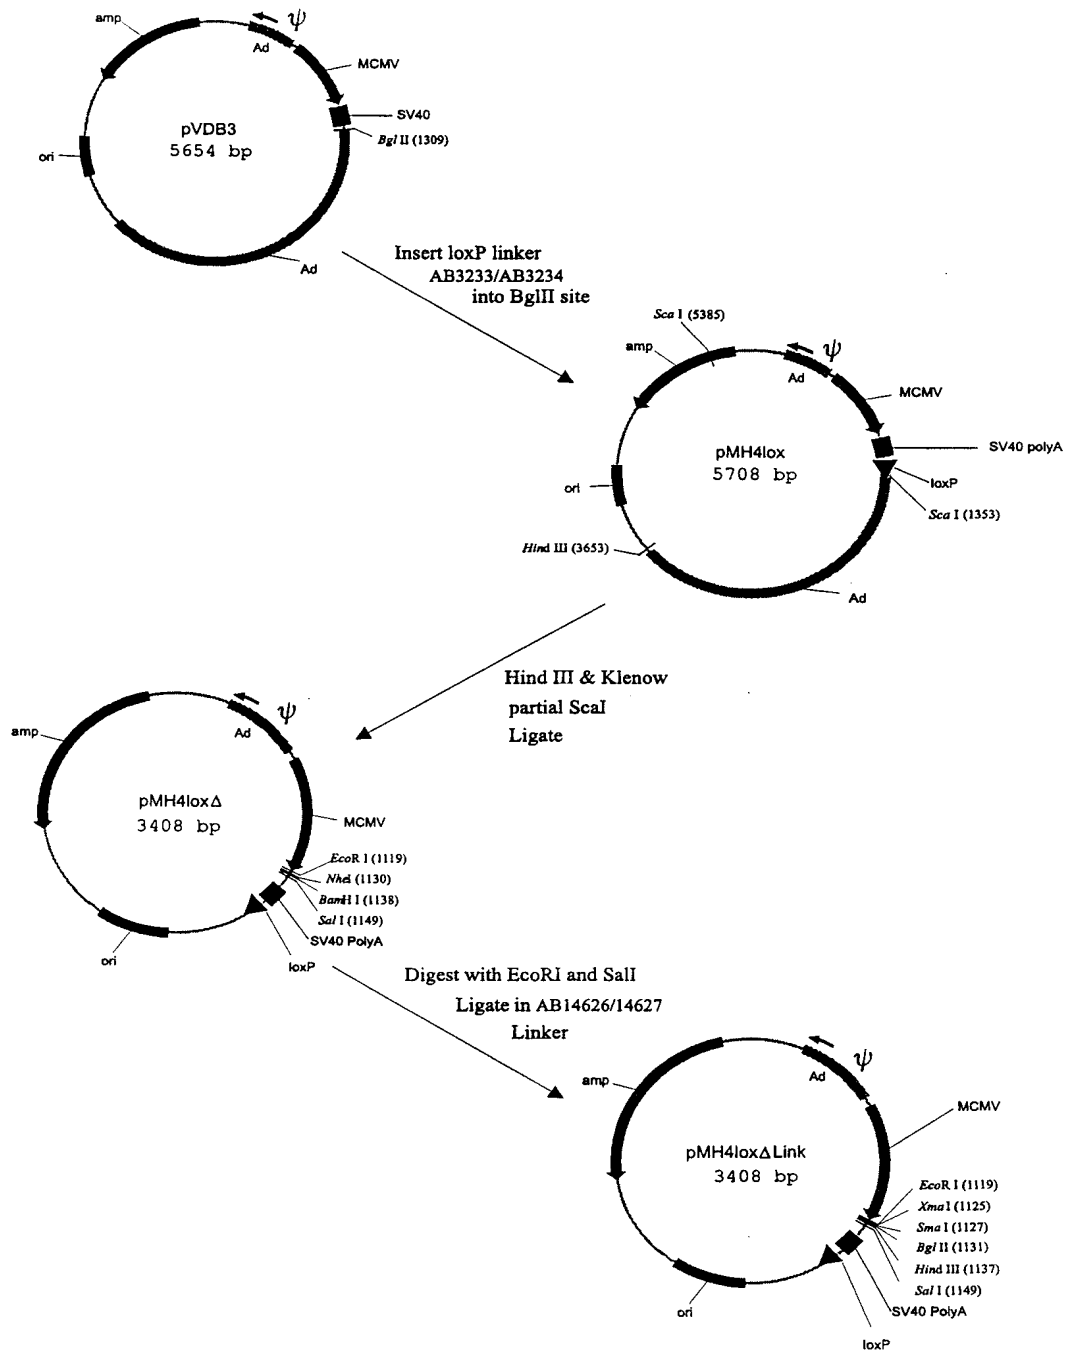 amp
ψ
Ad
MCMV
SV40
Bgl II (1309)
pVDB3
5654 bp
ori
Ad
Insert loxP linker
AB3233/AB3234
into BglII site
Sca I (5385)
amp
ψ
Ad
MCMV
SV40 polyA
pMH4lox
5708 bp
loxP
ori
Sca I (1353)
Hind III (3653)
Ad
Hind III & Klenow
partial ScaI
Ligate
ψ
amp
Ad
pMH4loxΔ
3408 bp
MCMV
EcoR I (1119)
NheI (1130)
BamH I (1138)
Sal I (1149)
SV40 PolyA
ori
loxP
Digest with EcoRI and SalI
Ligate in AB14626/14627
Linker
ψ
amp
Ad
MCMV
pMH4loxΔLink
3408 bp
EcoR I (1119)
Xma I (1125)
Sma I (1127)
Bgl II (1131)
Hind III (1137)
Sal I (1149)
SV40 PolyA
ori
loxP